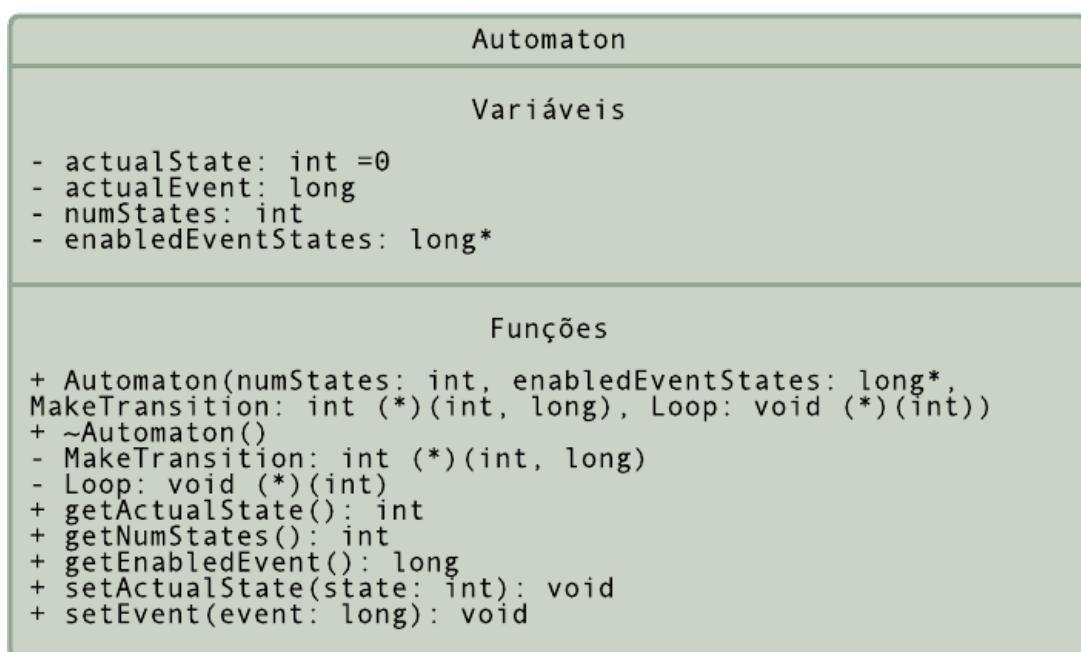 Automaton
Variáveis
- actualState: int =0
- actualEvent: long
- numStates: int
- enabledEventStates: long*
Funções
+ Automaton(numStates: int, enabledEventStates: long*,
MakeTransition: int (*)(int, long), Loop: void (*)(int))
+ ~Automaton()
- MakeTransition: int (*)(int, long)
- Loop: void (*)(int)
+ getActualState(): int
+ getNumStates(): int
+ getEnabledEvent(): long
+ setActualState(state: int): void
+ setEvent(event: long): void